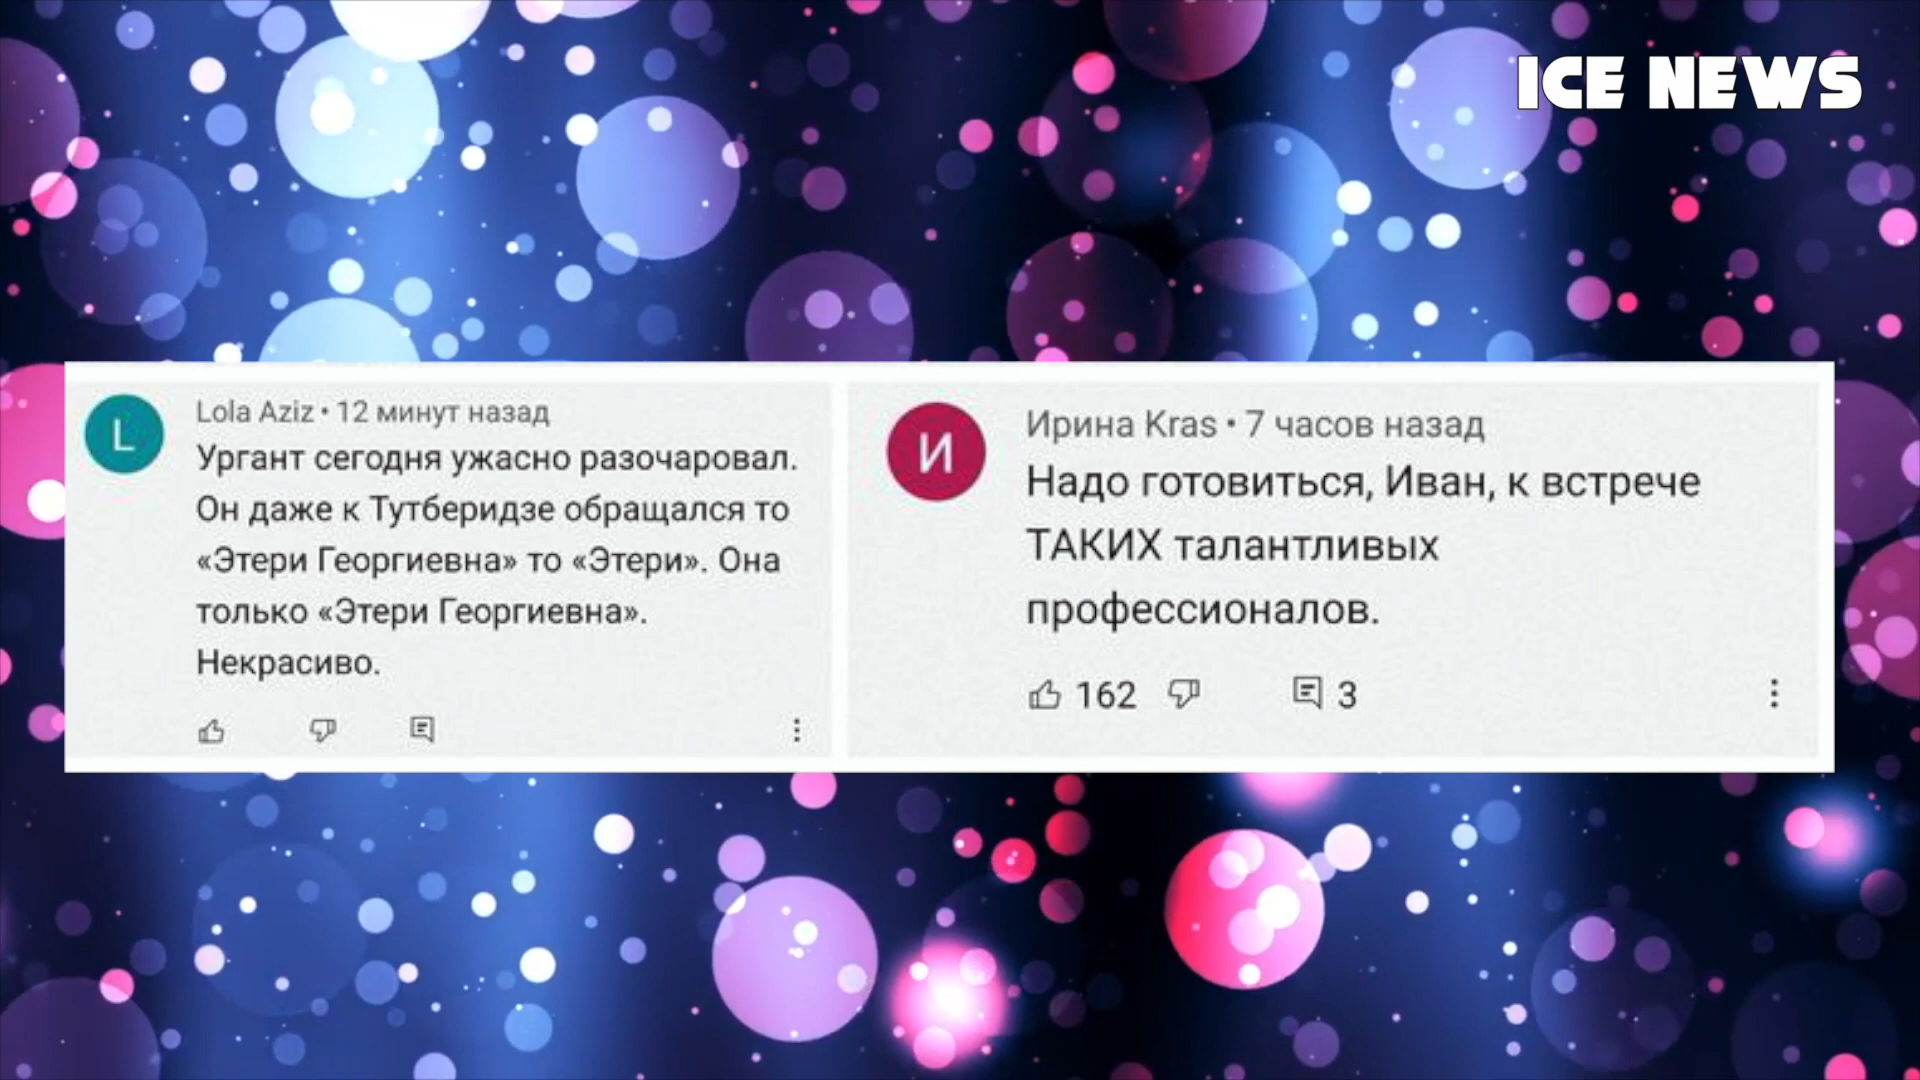 ICE NEWS
L
Lola Aziz • 12 минут назад
Ургант сегодня ужасно разочаровал.
Он даже к Тутберидзе обращался то
«Этери Георгиевна» то «Этери». Она
только «Этери Георгиевна».
Некрасиво.
И
Ирина Kras • 7 часов назад
Надо готовиться, Иван, к встрече
ТАКИХ талантливых
профессионалов.
162 3